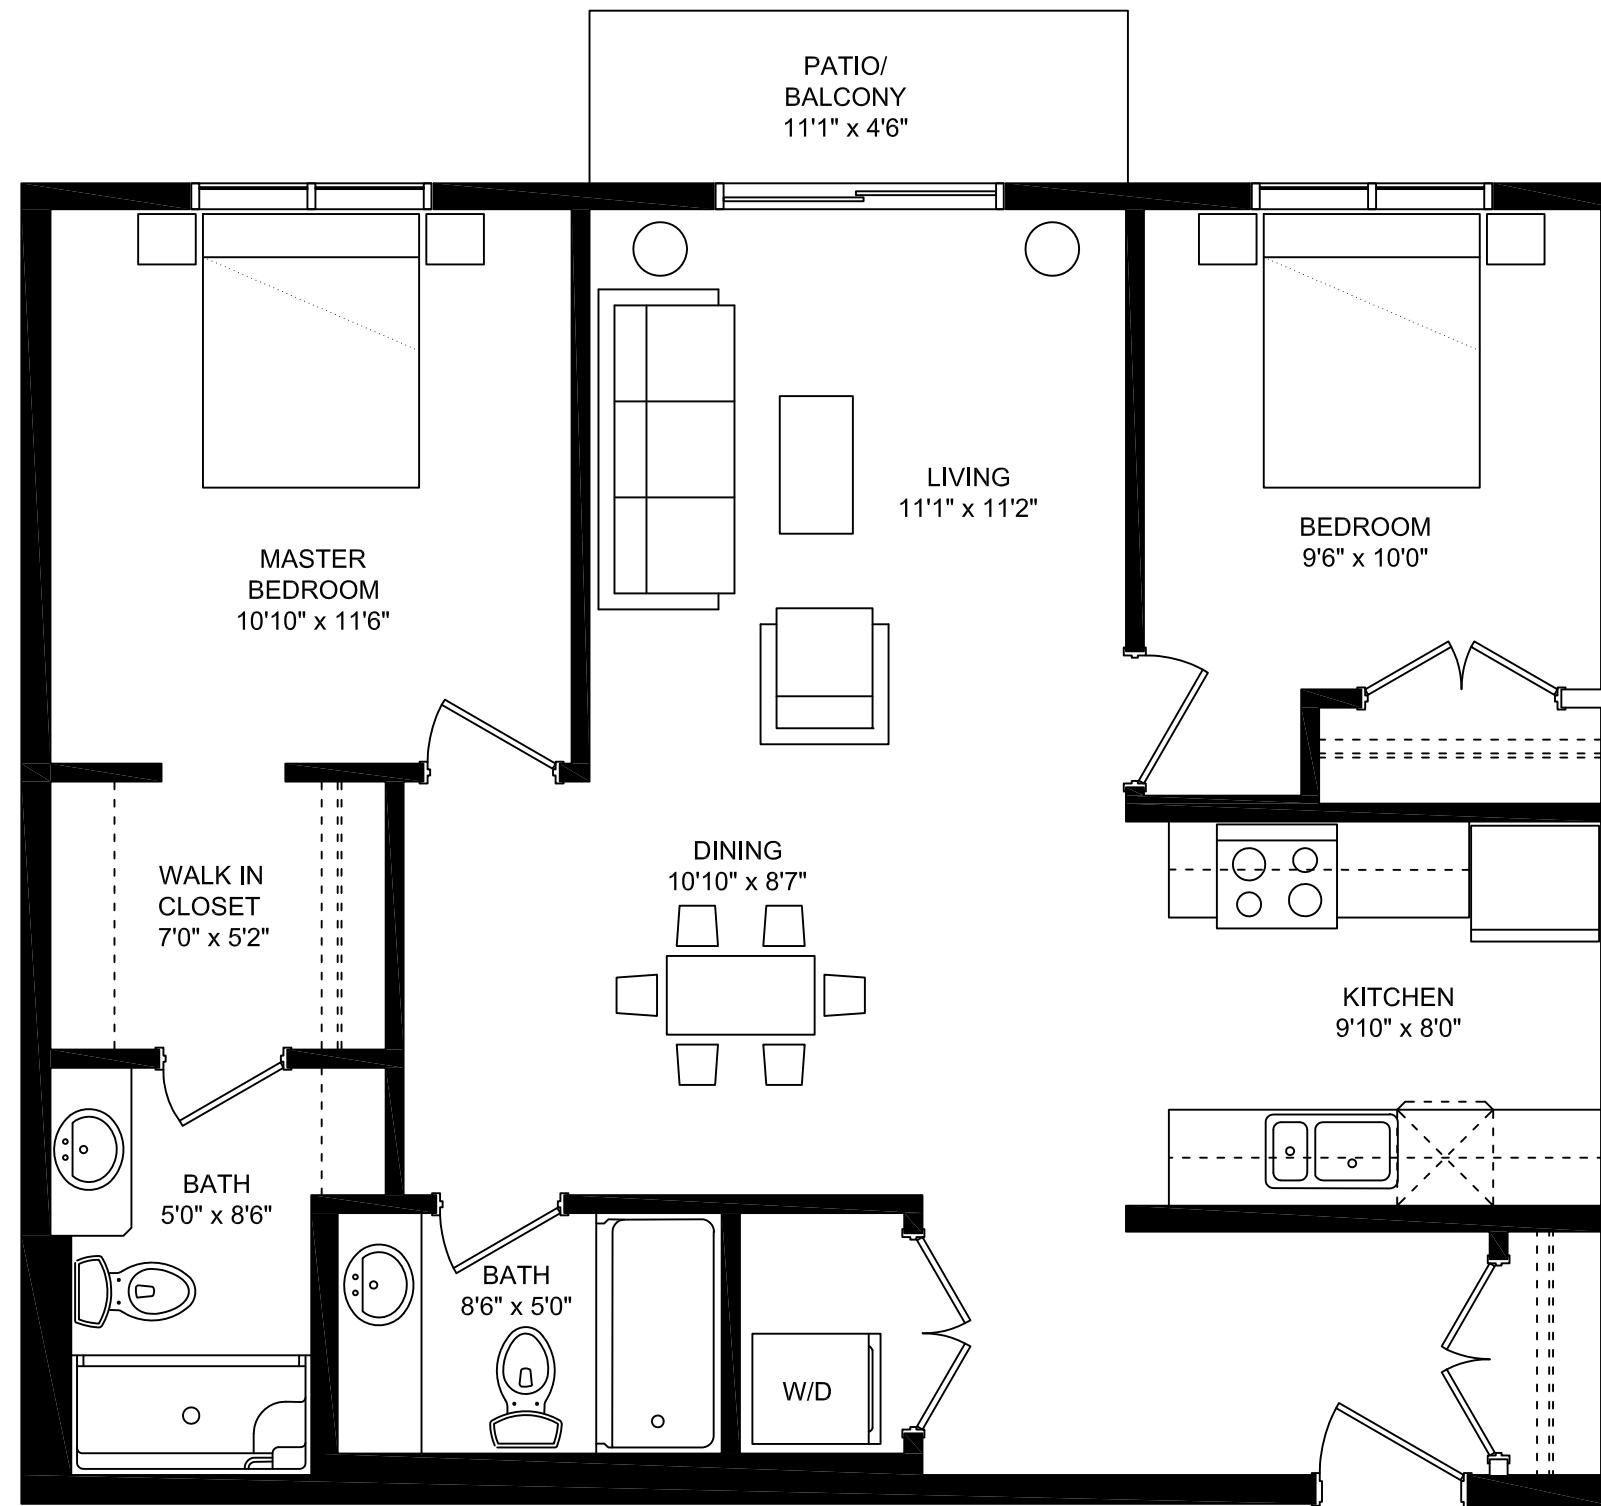 PATIO/
BALCONY
11'1" x 4'6"
LIVING
11'1" x 11'2"
BEDROOM
9'6" x 10'0"
MASTER
BEDROOM
10'10" x 11'6"
DINING
10'10" x 8'7"
WALK IN
CLOSET
7'0" x 5'2"
KITCHEN
9'10" x 8'0"
BATH
5'0" x 8'6"
BATH
8'6" x 5'0"
W/D